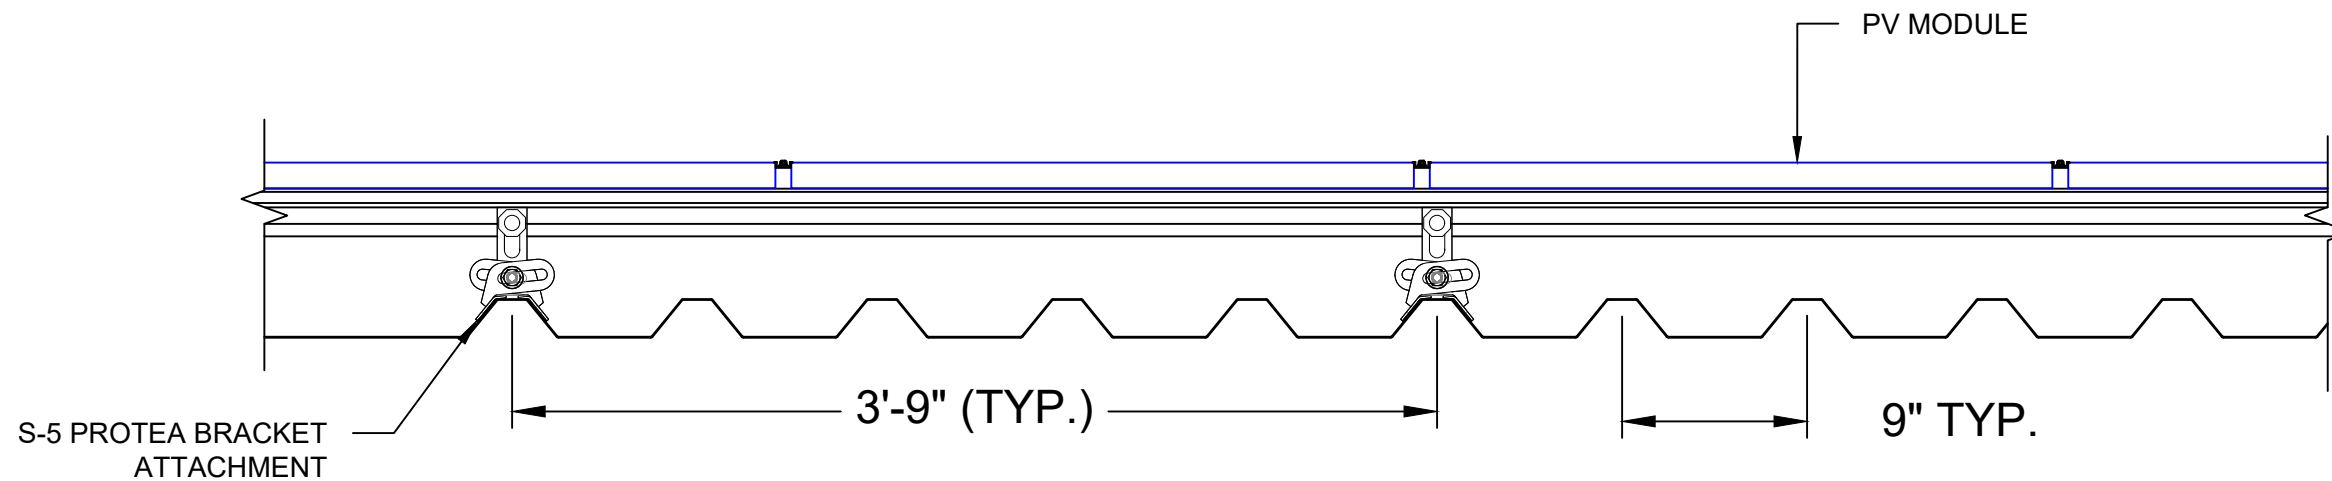 PV MODULE
3'-9" (TYP.)
9" TYP.
S-5 PROTEA BRACKET
ATTACHMENT